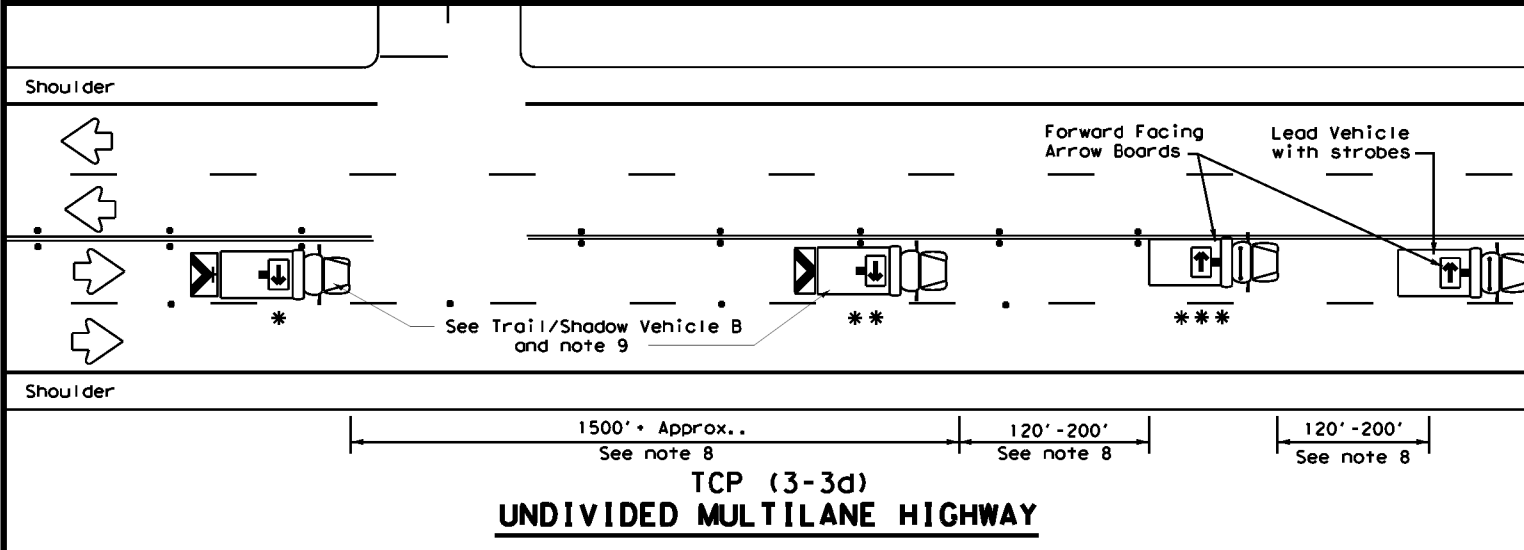 Shoulder
Forward Facing
Arrow Boards
Lead Vehicle
with strobes
*
**
***
See Trail/Shadow Vehicle B
and note 9
Shoulder
1500'+ Approx..
See note 8
120'-200'
See note 8
120'-200'
See note 8
TCP (3-3d)
UNDIVIDED MULTILANE HIGHWAY